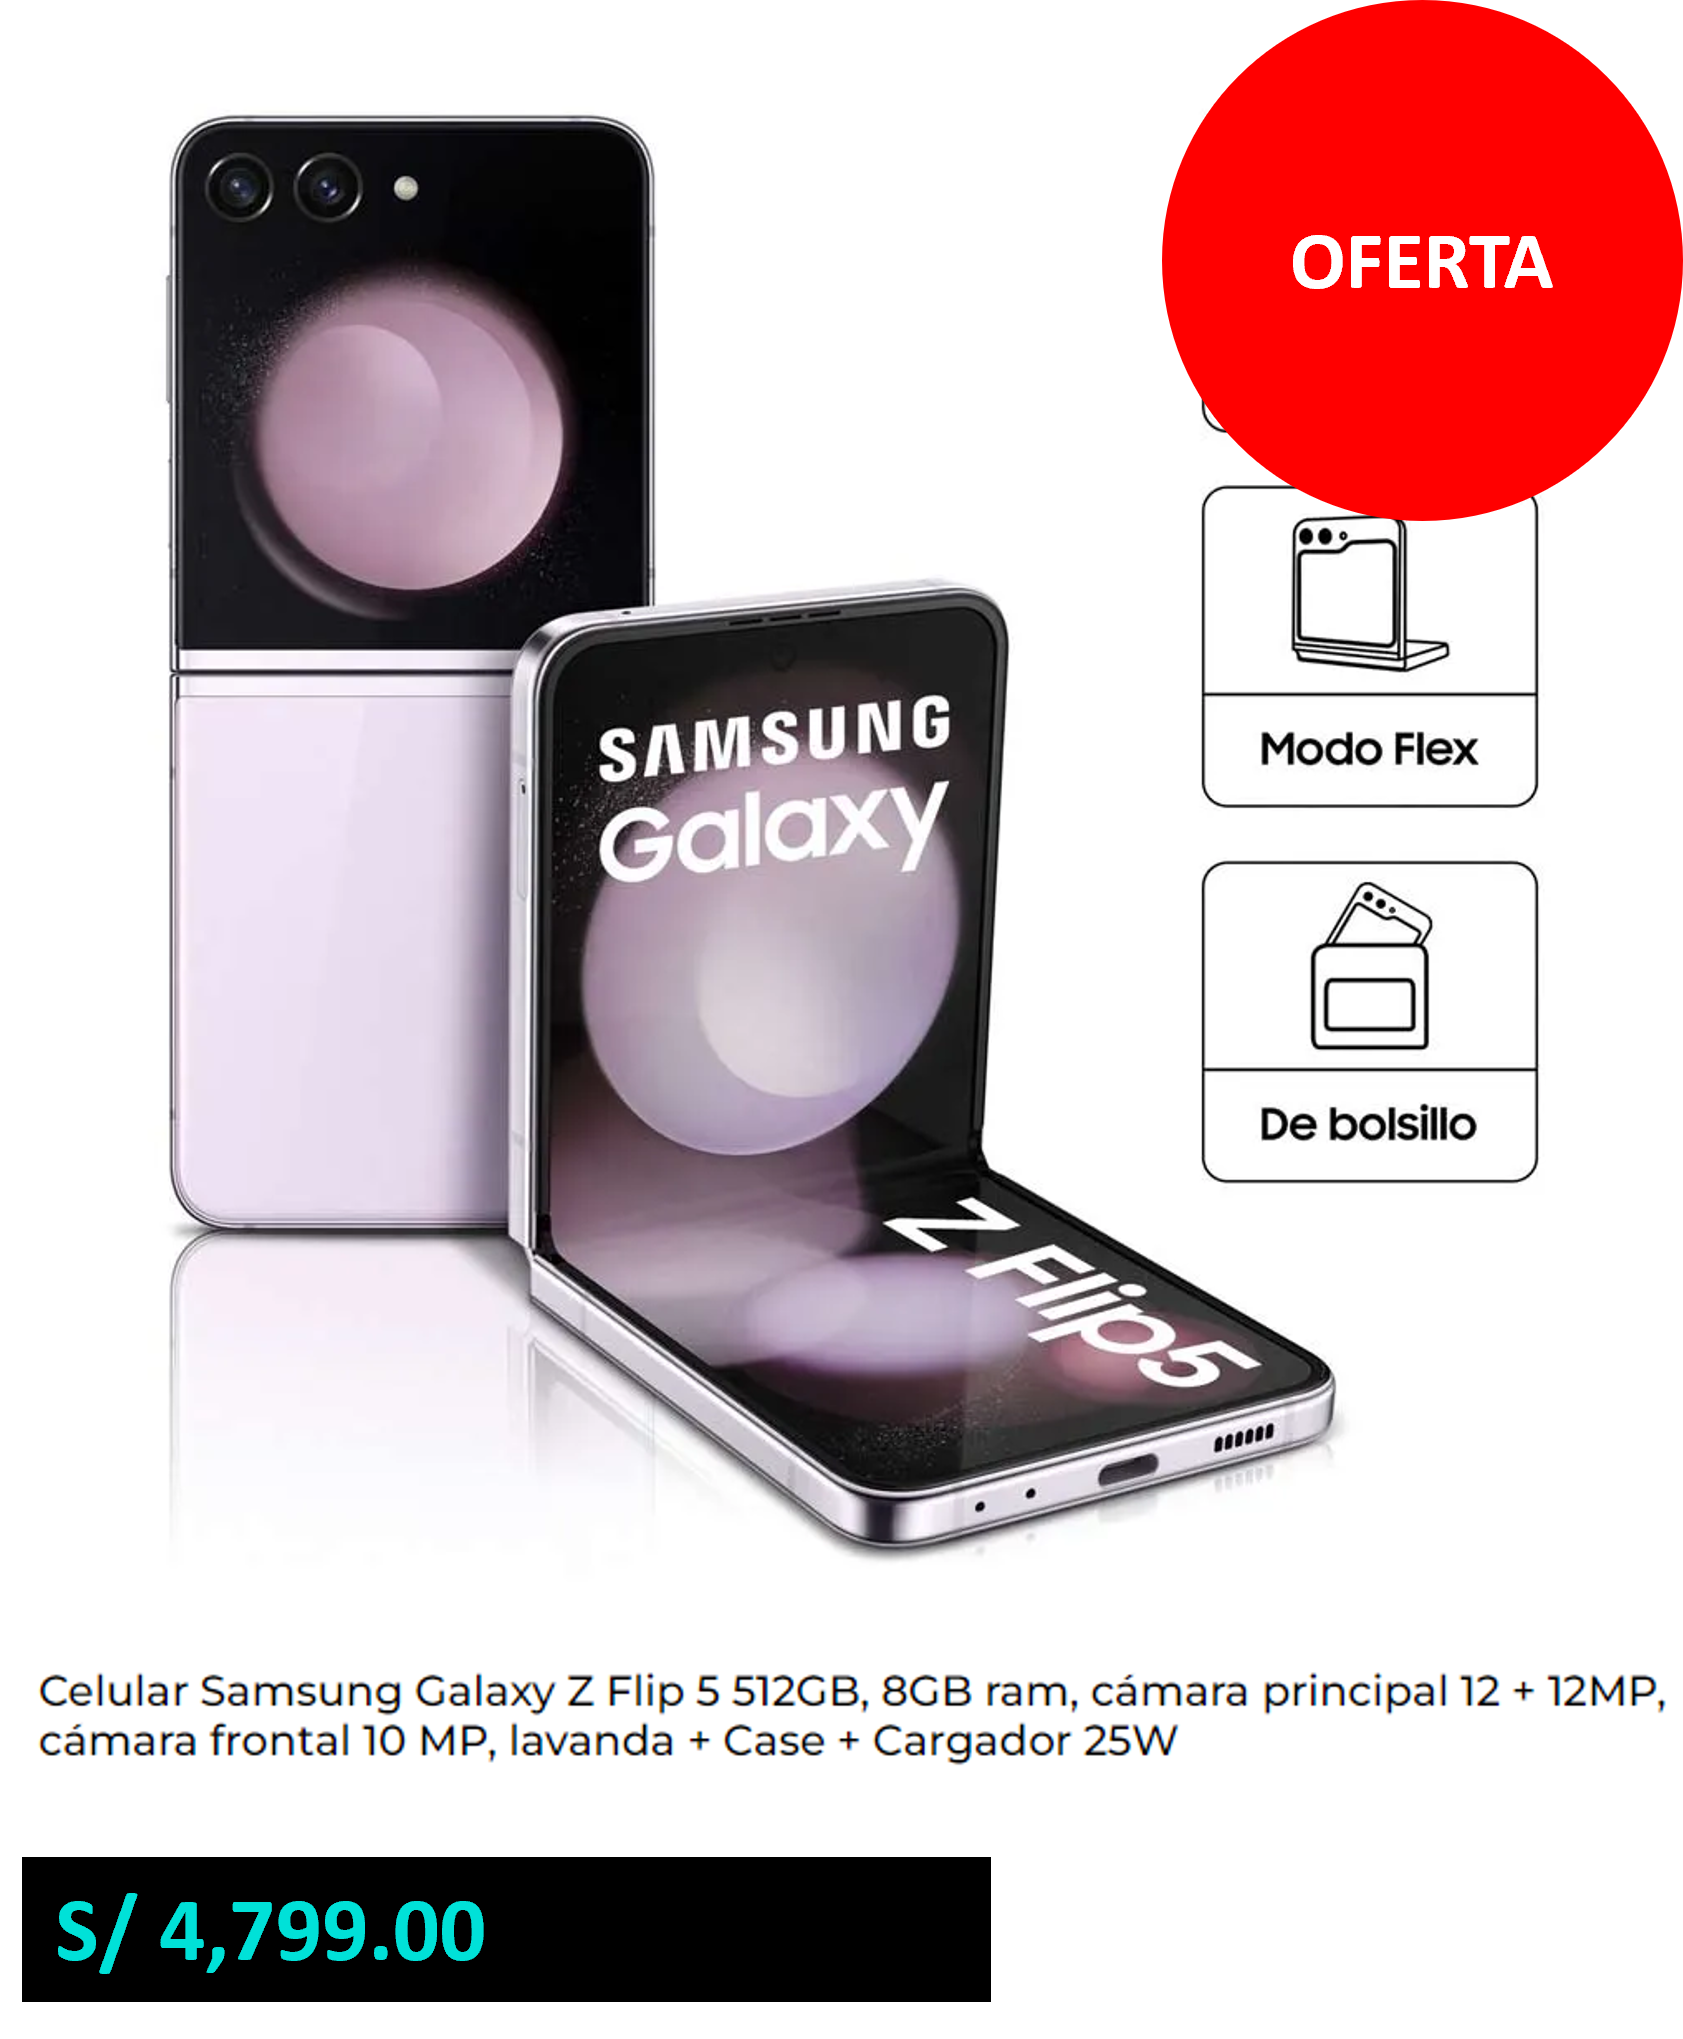 OFERTA
SAMSUNG
Galaxy
Z Flip5
Modo Flex
De bolsillo
Celular Samsung Galaxy Z Flip 5 512GB, 8GB ram, cámara principal 12 + 12MP,
cámara frontal 10 MP, lavanda + Case + Cargador 25W
S/ 4,799.00